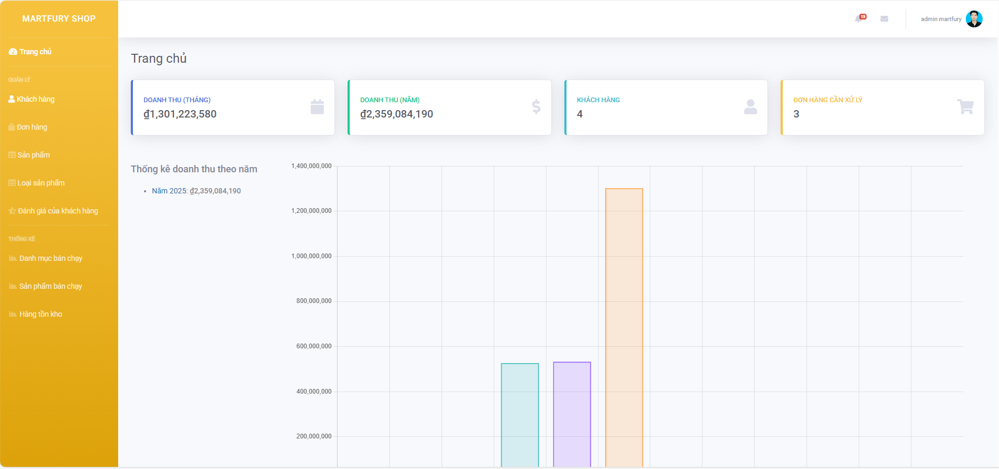 MARTFURY SHOP
13
admin martfury
Trang chủ
QUẢN LÝ
Khách hàng
Đơn hàng
Sản phẩm
Loại sản phẩm
Đánh giá của khách hàng
THỐNG KÊ
Danh mục bán chạy
Sản phẩm bán chạy
Hàng tồn kho
Trang chủ
DOANH THU (THÁNG)
₫1,301,223,580
DOANH THU (NĂM)
₫2,359,084,190
KHÁCH HÀNG
4
ĐƠN HÀNG CẦN XỬ LÝ
3
Thống kê doanh thu theo năm
Năm 2025: ₫2,359,084,190
1,400,000,000
1,200,000,000
1,000,000,000
800,000,000
600,000,000
400,000,000
200,000,000